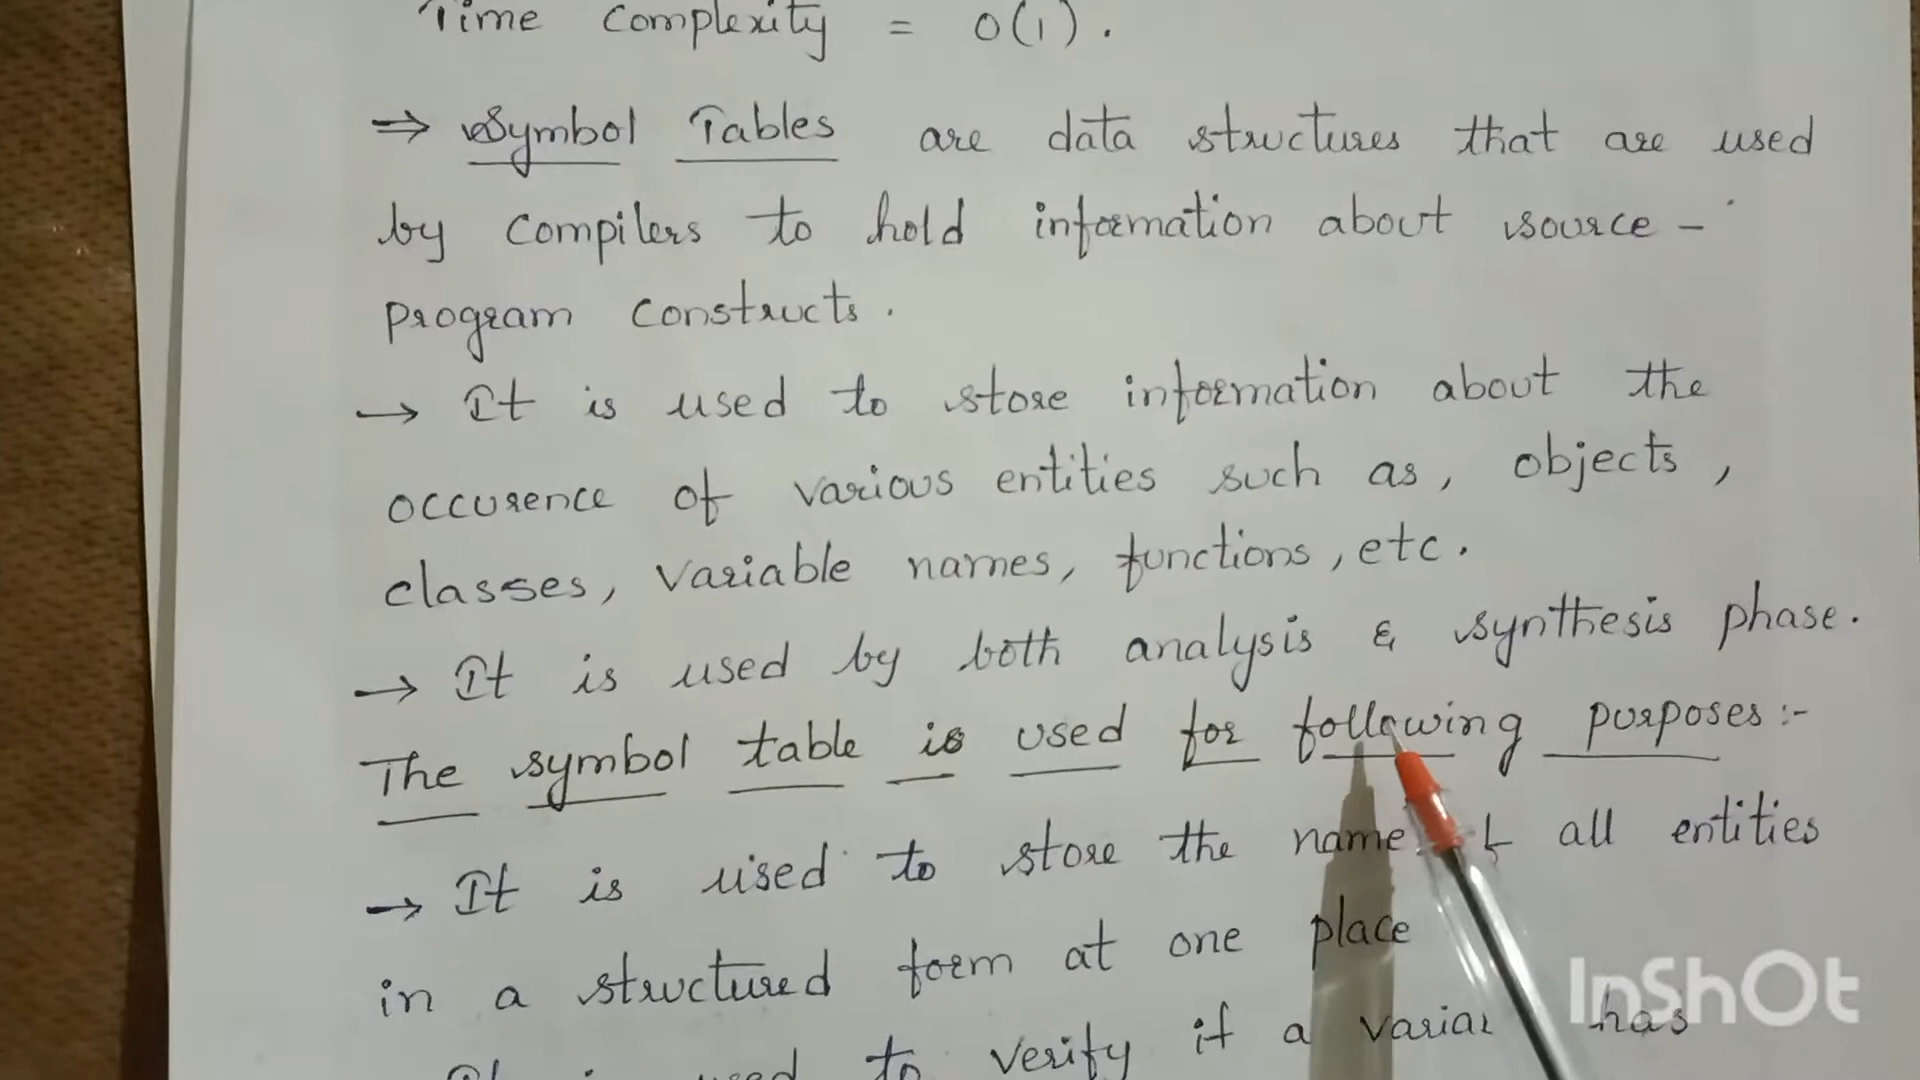 Time Complexity = O(1).
⇒ Symbol Tables are data structures that are used
by compilers to hold information about source-
program constructs.
→ It is used to store information about the
occurence of various entities such as, objects,
classes, variable names, functions, etc.
→ It is used by both analysis & synthesis phase.
The symbol table is used for following purposes:-
→ It is used to store the name all entities
in a structured form at one place
It is used to verify if a has
InShOt